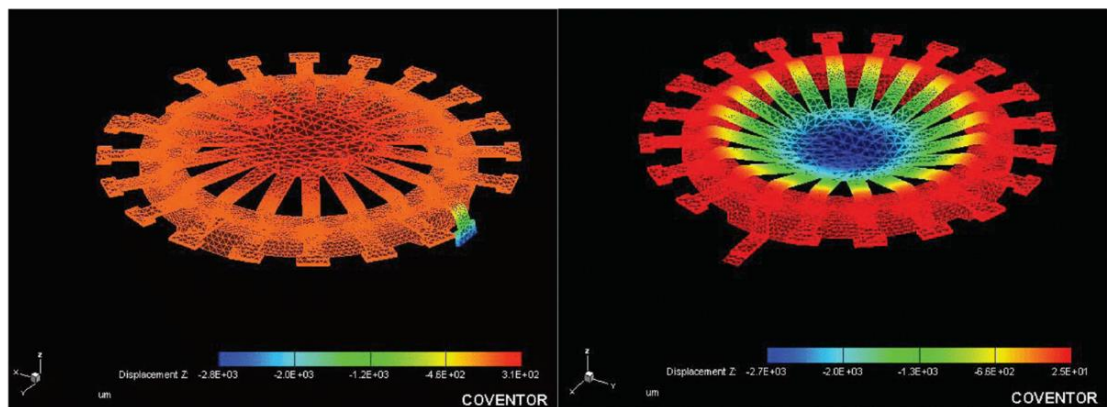 z
X
Y
Displacement Z:
-2.8E+03 -2.0E+03 -1.2E+03 -4.6E+02 3.1E+02
um
COVENTOR
z
X
Y
Displacement Z:
-2.7E+03 -2.0E+03 -1.3E+03 -6.6E+02 2.5E+01
um
COVENTOR